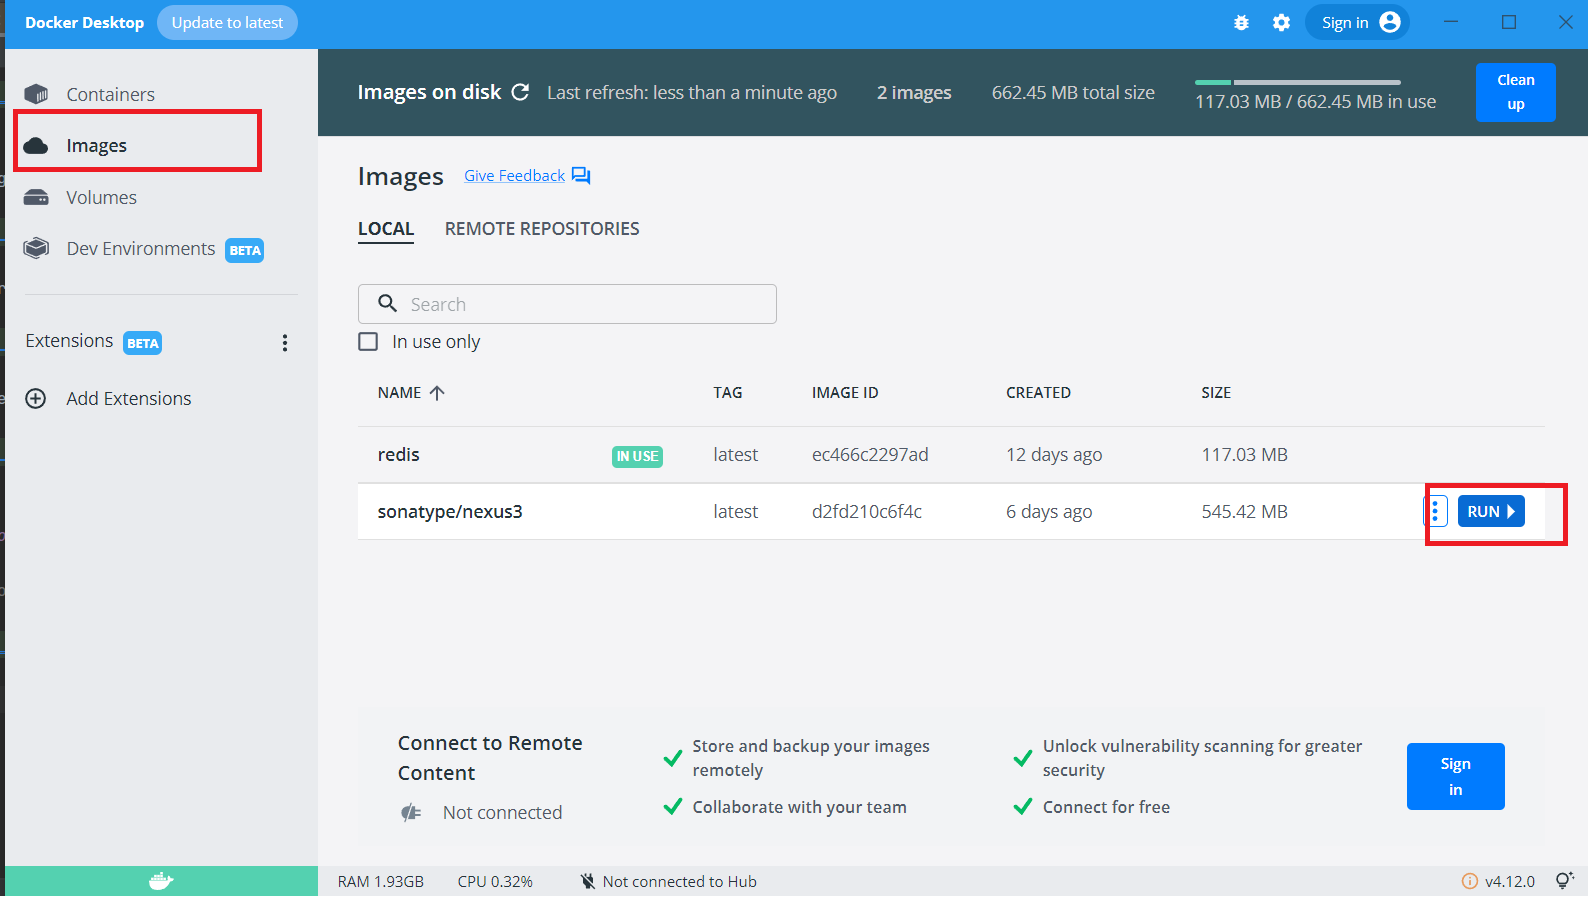 Docker Desktop Update to latest Sign in
Containers
Images
Volumes
Dev Environments BETA
Extensions BETA
Add Extensions
Images on disk Last refresh: less than a minute ago 2 images 662.45 MB total size 117.03 MB / 662.45 MB in use
Clean
up
Images Give Feedback
LOCAL REMOTE REPOSITORIES
Search
In use only
NAME TAG IMAGE ID CREATED SIZE
redis IN USE latest ec466c2297ad 12 days ago 117.03 MB
sonatype/nexus3 latest d2fd210c6f4c 6 days ago 545.42 MB RUN
Connect to Remote
Content
Not connected
Store and backup your images
remotely
Collaborate with your team
Unlock vulnerability scanning for greater
security
Connect for free
Sign
in
RAM 1.93GB CPU 0.32% Not connected to Hub v4.12.0